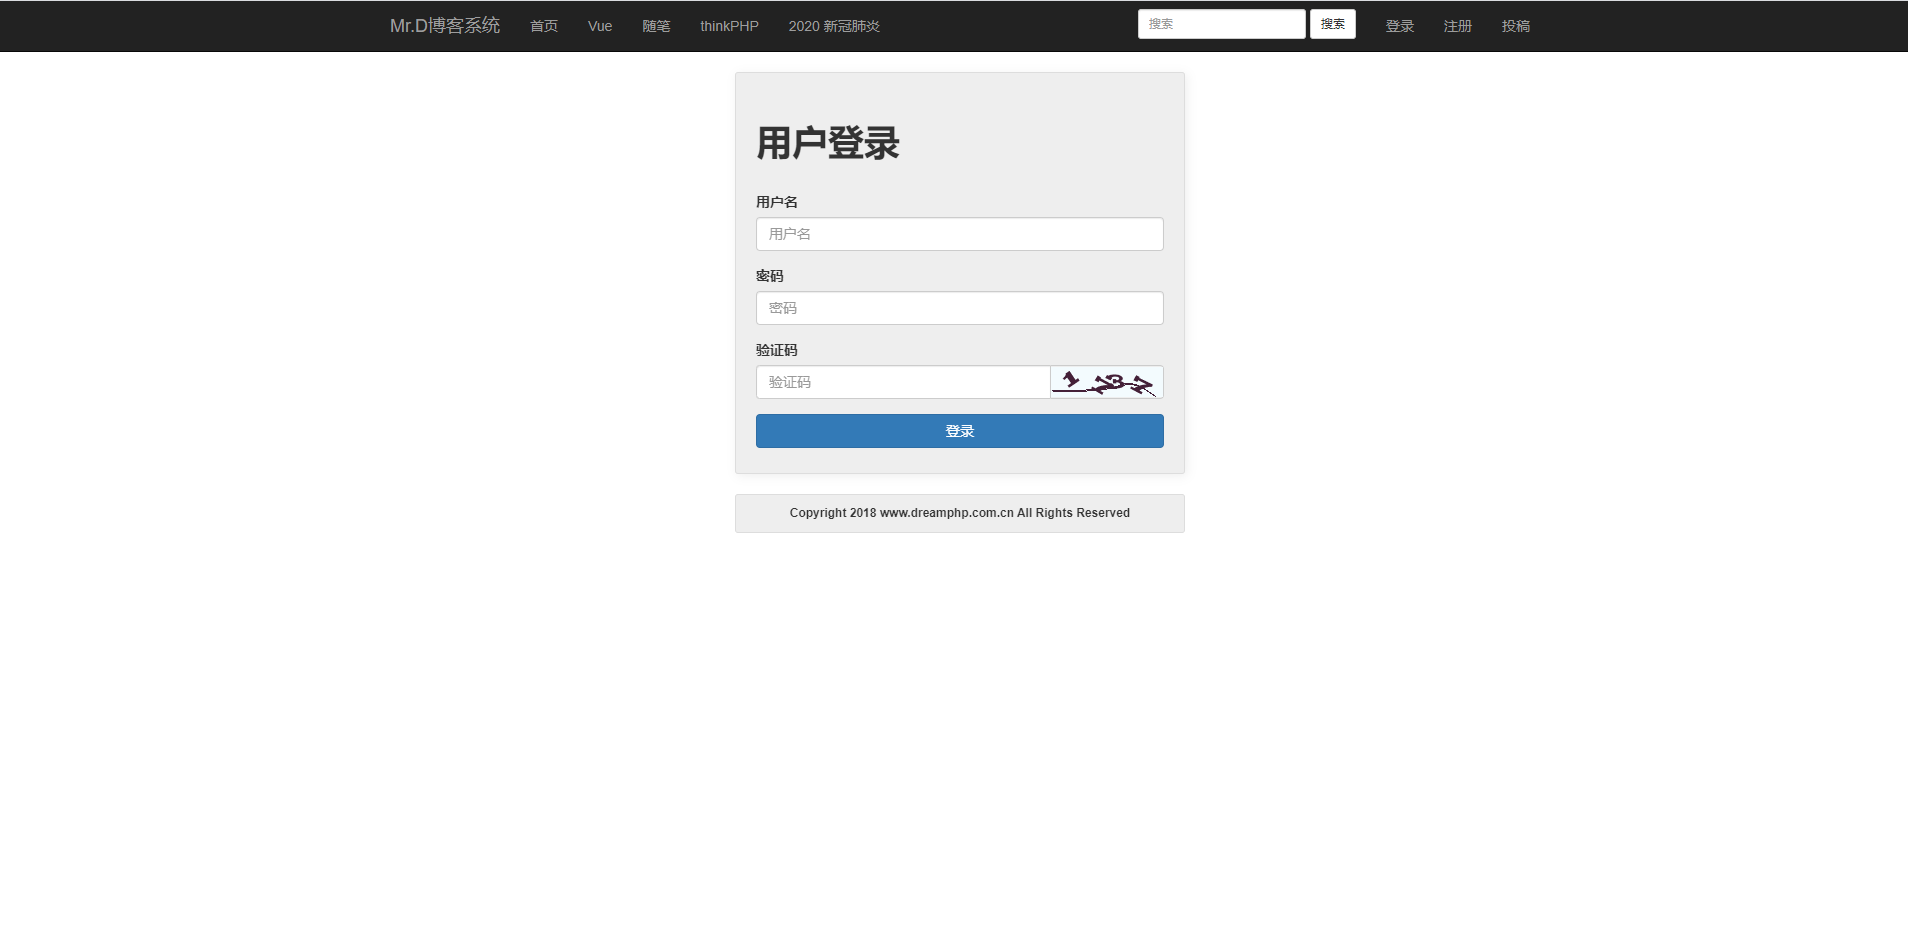 Mr.D博客系统 首页 Vue 随笔 thinkPHP 2020 新冠肺炎 搜索 搜索 登录 注册 投稿
用户登录
用户名
用户名
密码
密码
验证码
验证码
登录
Copyright 2018 www.dreamphp.com.cn All Rights Reserved